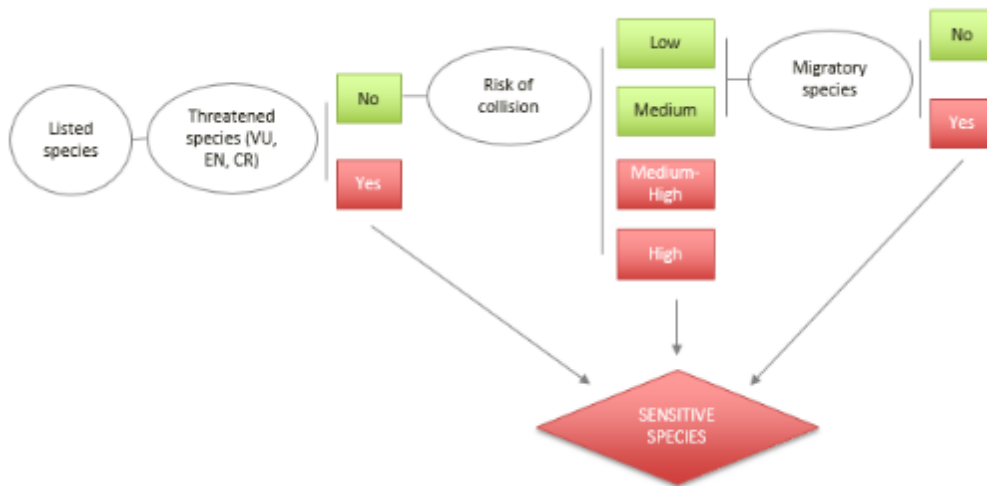 Listed
species
Threatened
species (VU,
EN, CR)
No
Yes
Risk of
collision
Low
Medium
Medium-
High
High
Migratory
species
No
Yes
SENSITIVE
SPECIES